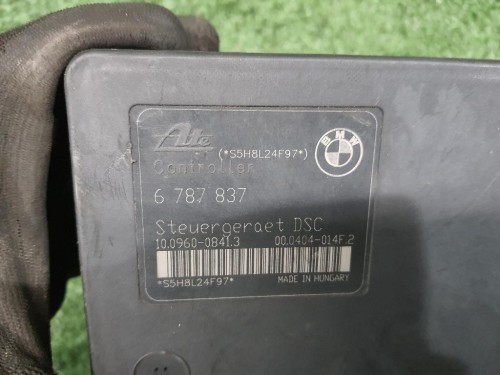 Ate
(*S5H8L24F97*)
BMW
Controller
6 787 837
Steuergeraet DSC
10.0960-0841.3 00.0404-014F.2
*S5H8L24F97* MADE IN HUNGARY